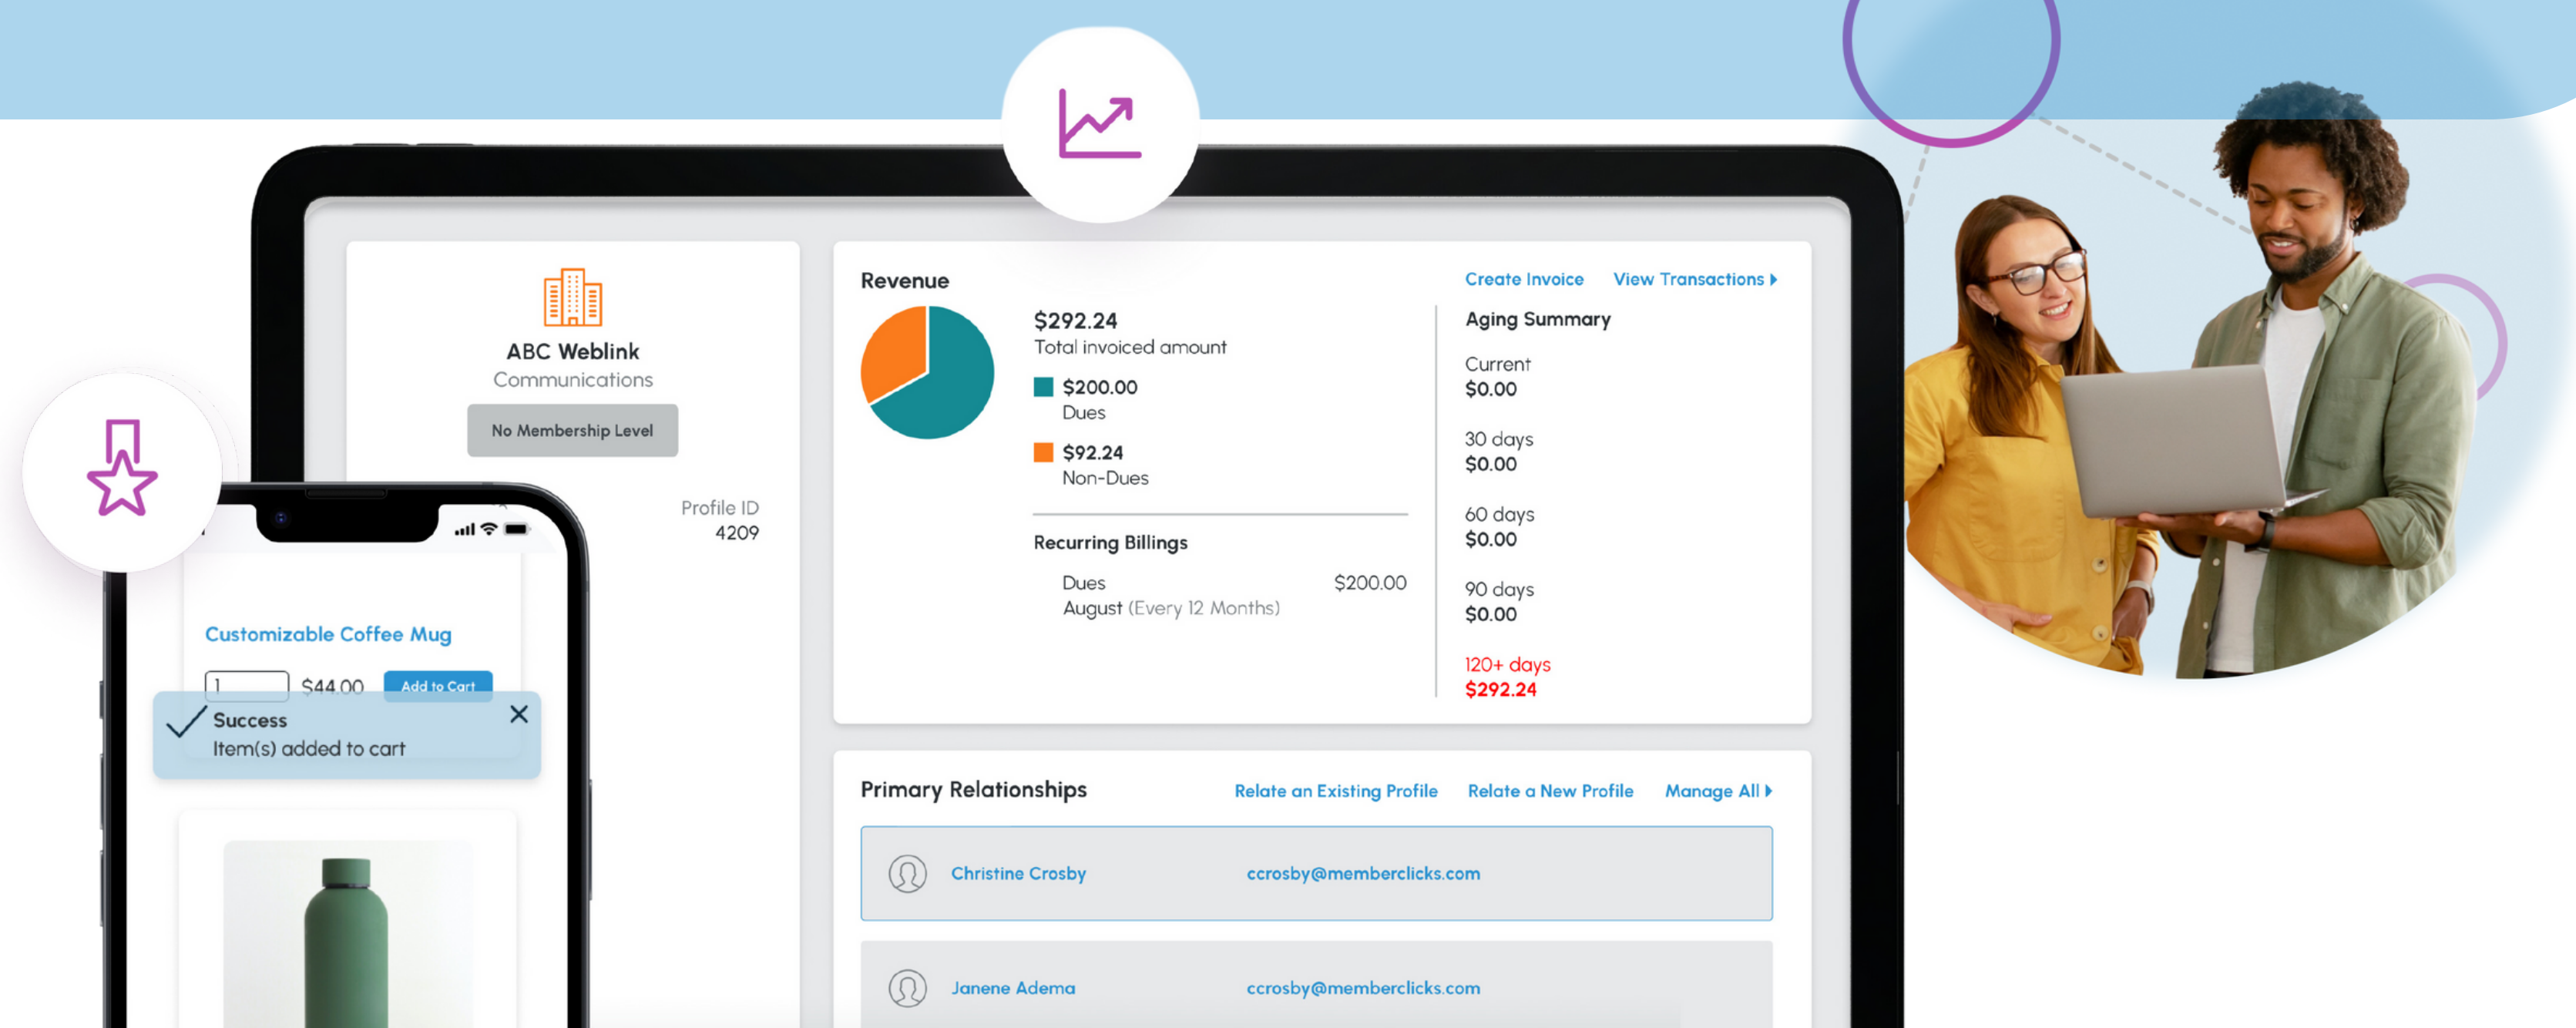 ABC Weblink
Communications
No Membership Level
Profile ID
4209
Revenue
Create Invoice
View Transactions
$292.24
Total invoiced amount
$200.00
Dues
$92.24
Non-Dues
Recurring Billings
Dues
$200.00
August (Every 12 Months)
Aging Summary
Current
$0.00
30 days
$0.00
60 days
$0.00
90 days
$0.00
120+ days
$292.24
Primary Relationships
Relate an Existing Profile
Relate a New Profile
Manage All
Christine Crosby
ccrosby@memberclicks.com
Janene Adema
ccrosby@memberclicks.com
Customizable Coffee Mug
1
$44.00
Add to Cart
Success
Item(s) added to cart